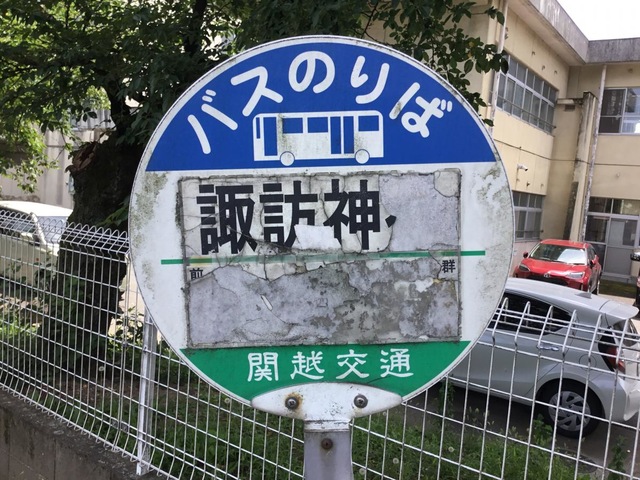 バスのりば
諏訪神
前 群
関越交通